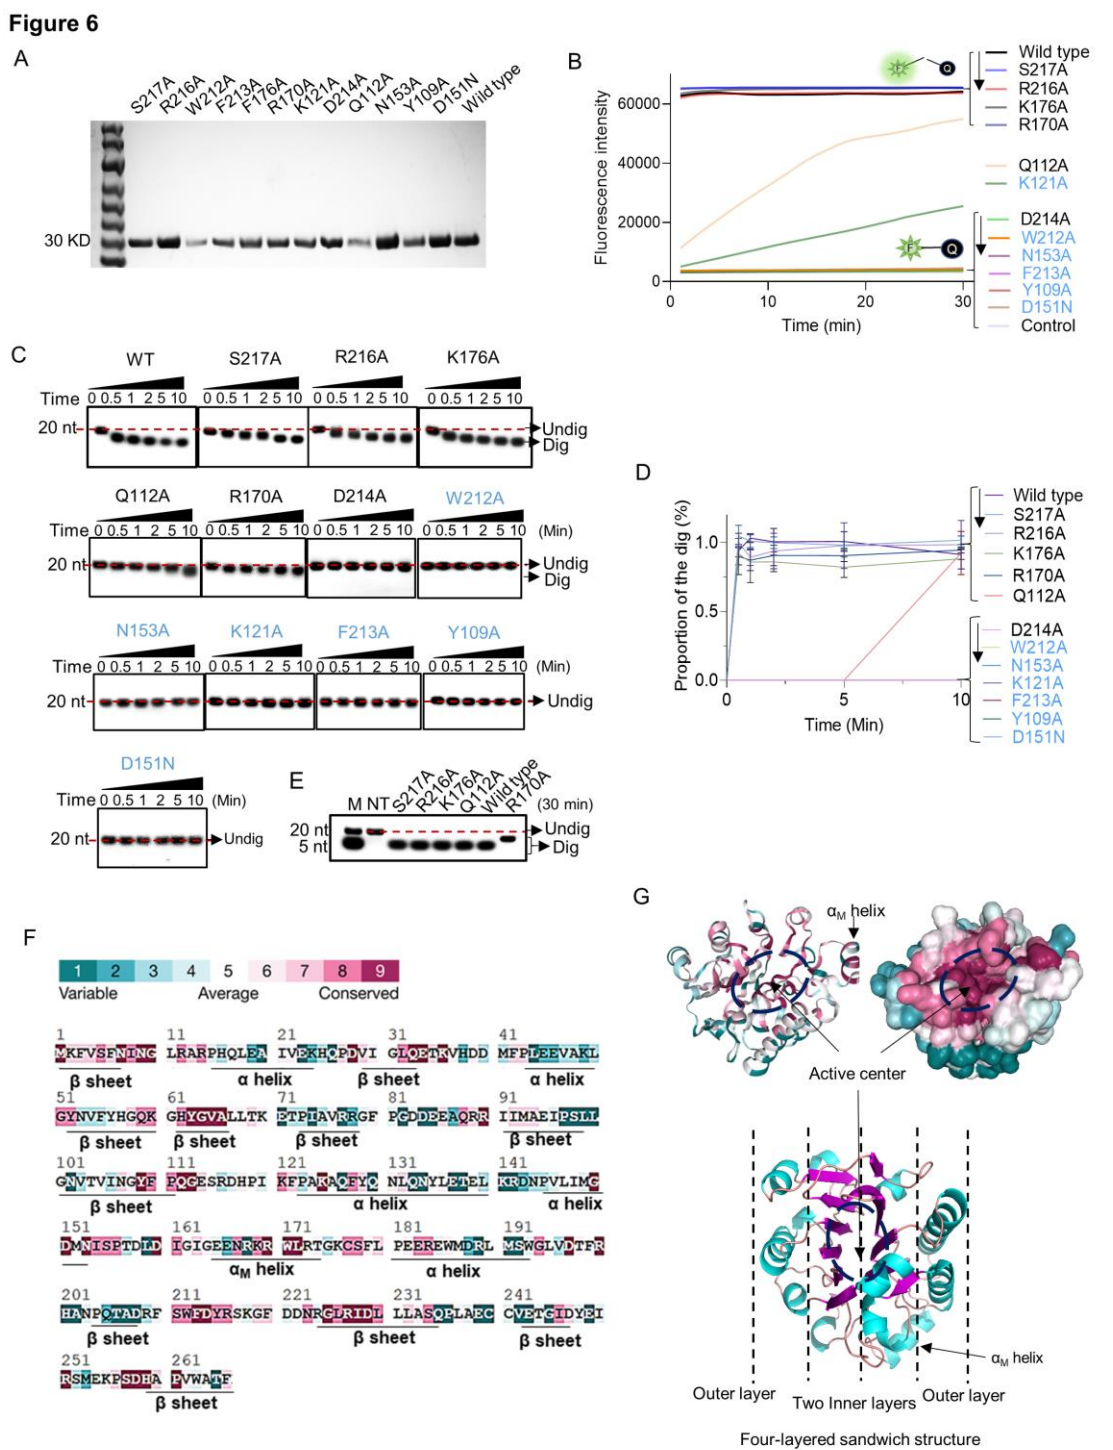 Figure 6
A
S217A
R216A
W212A
F213A
F176A
R170A
K121A
D214A
Q112A
N153A
Y109A
D151N
Wild type
30 KD
B
Fluorescence intensity
60000
40000
20000
0
0 10 20 30
Time (min)
F Q
F Q
Wild type
S217A
R216A
K176A
R170A
Q112A
K121A
D214A
W212A
N153A
F213A
Y109A
D151N
Control
C
WT S217A R216A K176A
Time 0 0.5 1 2 5 10 0 0.5 1 2 5 10 0 0.5 1 2 5 10 0 0.5 1 2 5 10
20 nt Undig
Dig
Q112A R170A D214A W212A
Time 0 0.5 1 2 5 10 0 0.5 1 2 5 10 0 0.5 1 2 5 10 0 0.5 1 2 5 10 (Min)
20 nt Undig
Dig
N153A K121A F213A Y109A
Time 0 0.5 1 2 5 10 0 0.5 1 2 5 10 0 0.5 1 2 5 10 0 0.5 1 2 5 10 (Min)
20 nt Undig
D151N
Time 0 0.5 1 2 5 10 (Min)
20 nt Undig
D
Proportion of the dig (%)
1.0
0.5
0.0
0 5 10
Time (Min)
Wild type
S217A
R216A
K176A
R170A
Q112A
D214A
W212A
N153A
K121A
F213A
Y109A
D151N
E
M NT S217A R216A K176A Q112A Wild type R170A (30 min)
20 nt Undig
5 nt Dig
F
1 2 3 4 5 6 7 8 9
Variable Average Conserved
1 11 21 31 41
MKFVSFNING LRARPHQLEA IVEKHQPDVI GLQETKVHDD MFPLEEVAKL
β sheet α helix β sheet α helix
51 61 71 81 91
GYNVFYHGQK GHYGVALLTK ETPIAVRRGF PGDDEEAQRR IIMAEIPSLL
β sheet β sheet β sheet β sheet
101 111 121 131 141
GNVTVINGYF PQGESRDHPI KFPAKAQFYQ NLQNYLETEL KRDNPVLIMG
β sheet α helix α helix
151 161 171 181 191
DMNISPTDLD IGIGEENRKR WLRTGKCSFL PEEREWMDRL MSWGLVDTFR
αM helix α helix
201 211 221 231 241
HANPQTADRF SWFDYRSKGF DDNRGLRIDL LLASQPLAECC CVETGIDYEI
β sheet β sheet β sheet
251 261
RSMEKPSDHA PVWATF
β sheet
G
αM helix
Active center
αM helix
Outer layer Two Inner layers Outer layer
Four-layered sandwich structure